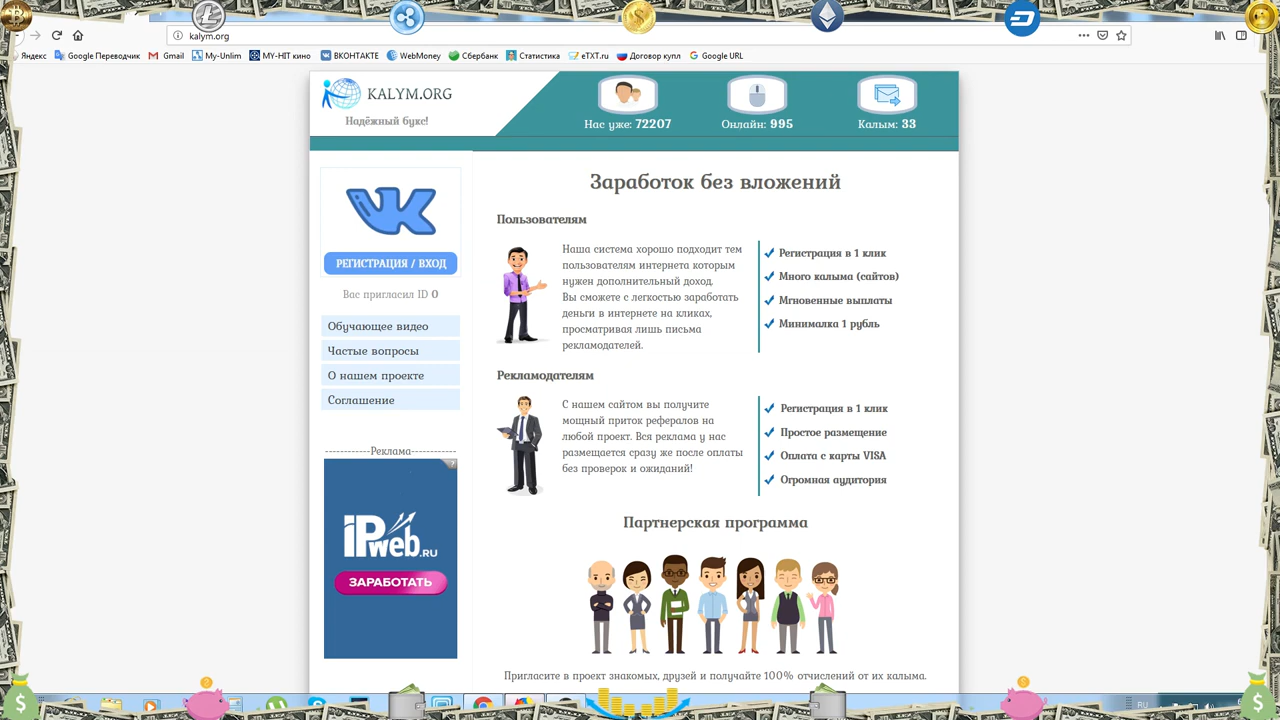 kalym.org
Яндекс
Google Переводчик
Gmail
My-Unlim
MY-HIT кино
ВКОНТАКТЕ
WebMoney
Сбербанк
Статистика
eTXT.ru
Договор купл
Google URL
KALYM.ORG
Надёжный букс!
Нас уже: 72207
Онлайн: 995
Калым: 33
РЕГИСТРАЦИЯ / ВХОД
Вас пригласил ID 0
Обучающее видео
Частые вопросы
О нашем проекте
Соглашение
------------Реклама------------
IPweb.RU
ЗАРАБОТАТЬ
Заработок без вложений
Пользователям
Наша система хорошо подходит тем
пользователям интернета которым
нужен дополнительный доход.
Вы сможете с легкостью заработать
деньги в интернете на кликах,
просматривая лишь письма
рекламодателей.
Регистрация в 1 клик
Много калыма (сайтов)
Мгновенные выплаты
Минималка 1 рубль
Рекламодателям
С нашем сайтом вы получите
мощный приток рефералов на
любой проект. Вся реклама у нас
размещается сразу же после оплаты
без проверок и ожиданий!
Регистрация в 1 клик
Простое размещение
Оплата с карты VISA
Огромная аудитория
Партнерская программа
Пригласите в проект знакомых, друзей и получайте 100% отчислений от их калыма.
RU